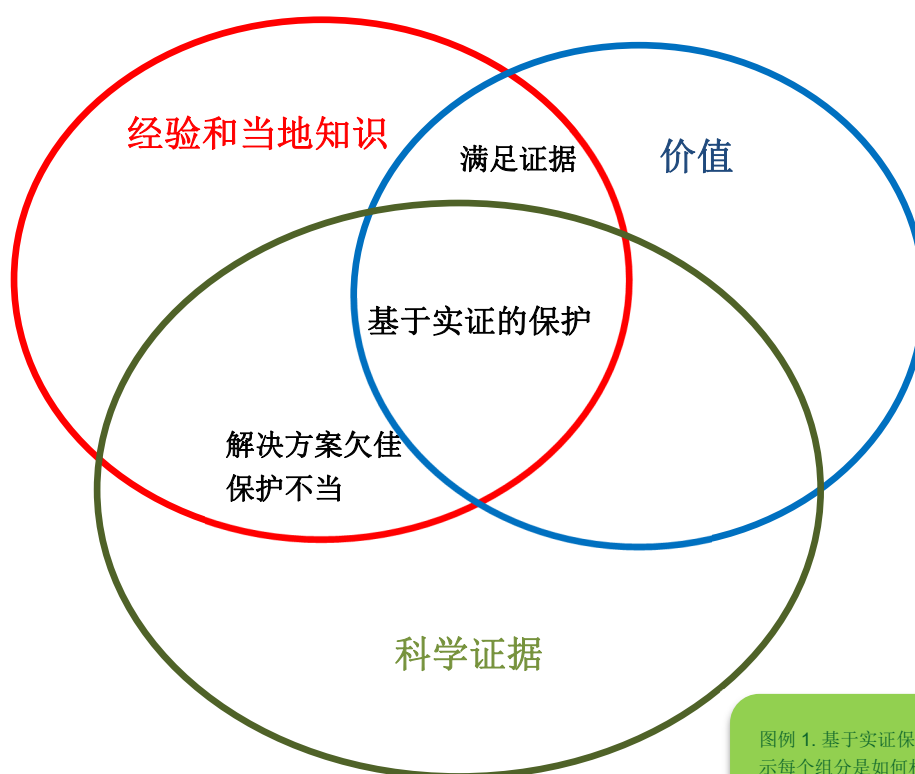 经验和当地知识
满足证据
价值
基于实证的保护
解决方案欠佳
保护不当
科学证据
图例 1. 基于实证保
示每个组分是如何